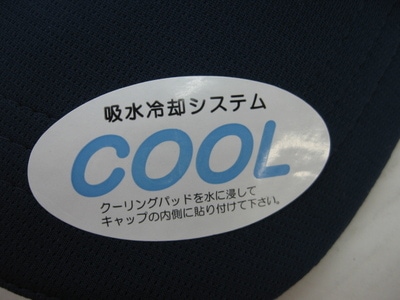 吸水冷却システム
COOL
クーリングパッドを水に浸して
キャップの内側に貼り付けて下さい。